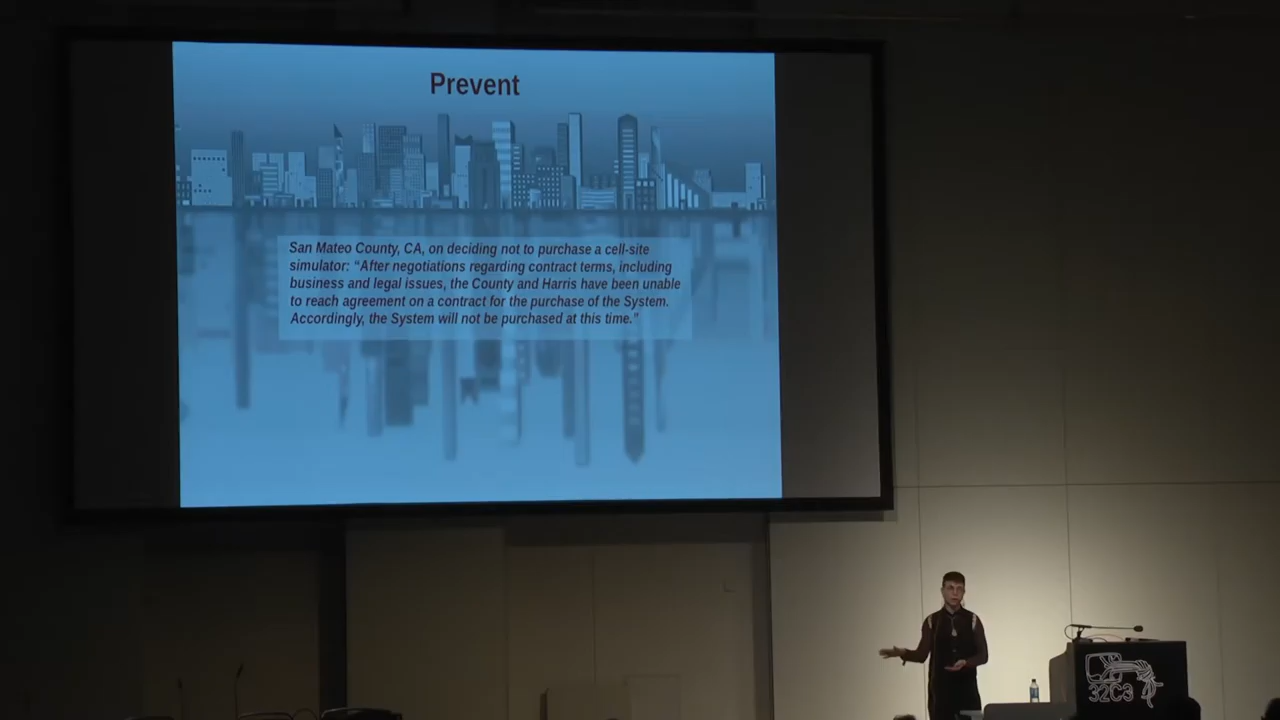 Prevent
San Mateo County, CA, on deciding not to purchase a cell-site
simulator: “After negotiations regarding contract terms, including
business and legal issues, the County and Harris have been unable
to reach agreement on a contract for the purchase of the System.
Accordingly, the System will not be purchased at this time.”
32C3